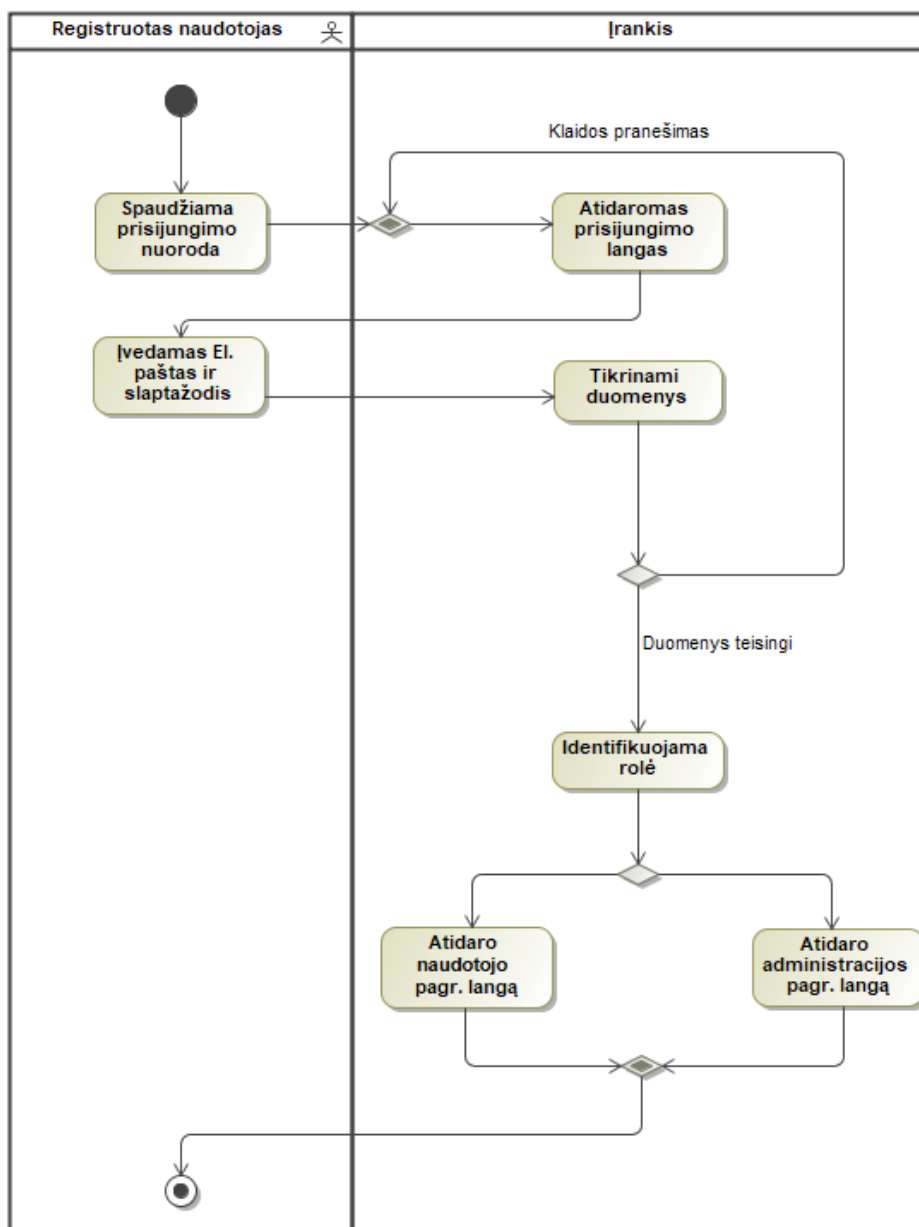 Registruotas naudotojas
Įrankis
Klaidos pranešimas
Spaudžiama
prisijungimo
nuoroda
Atidaromas
prisijungimo
langas
Įvedamas El.
paštas ir
slaptažodis
Tikrinami
duomenys
Duomenys teisingi
Identifikuojama
rolė
Atidaro
naudotojo
pagr. langą
Atidaro
administracijos
pagr. langą